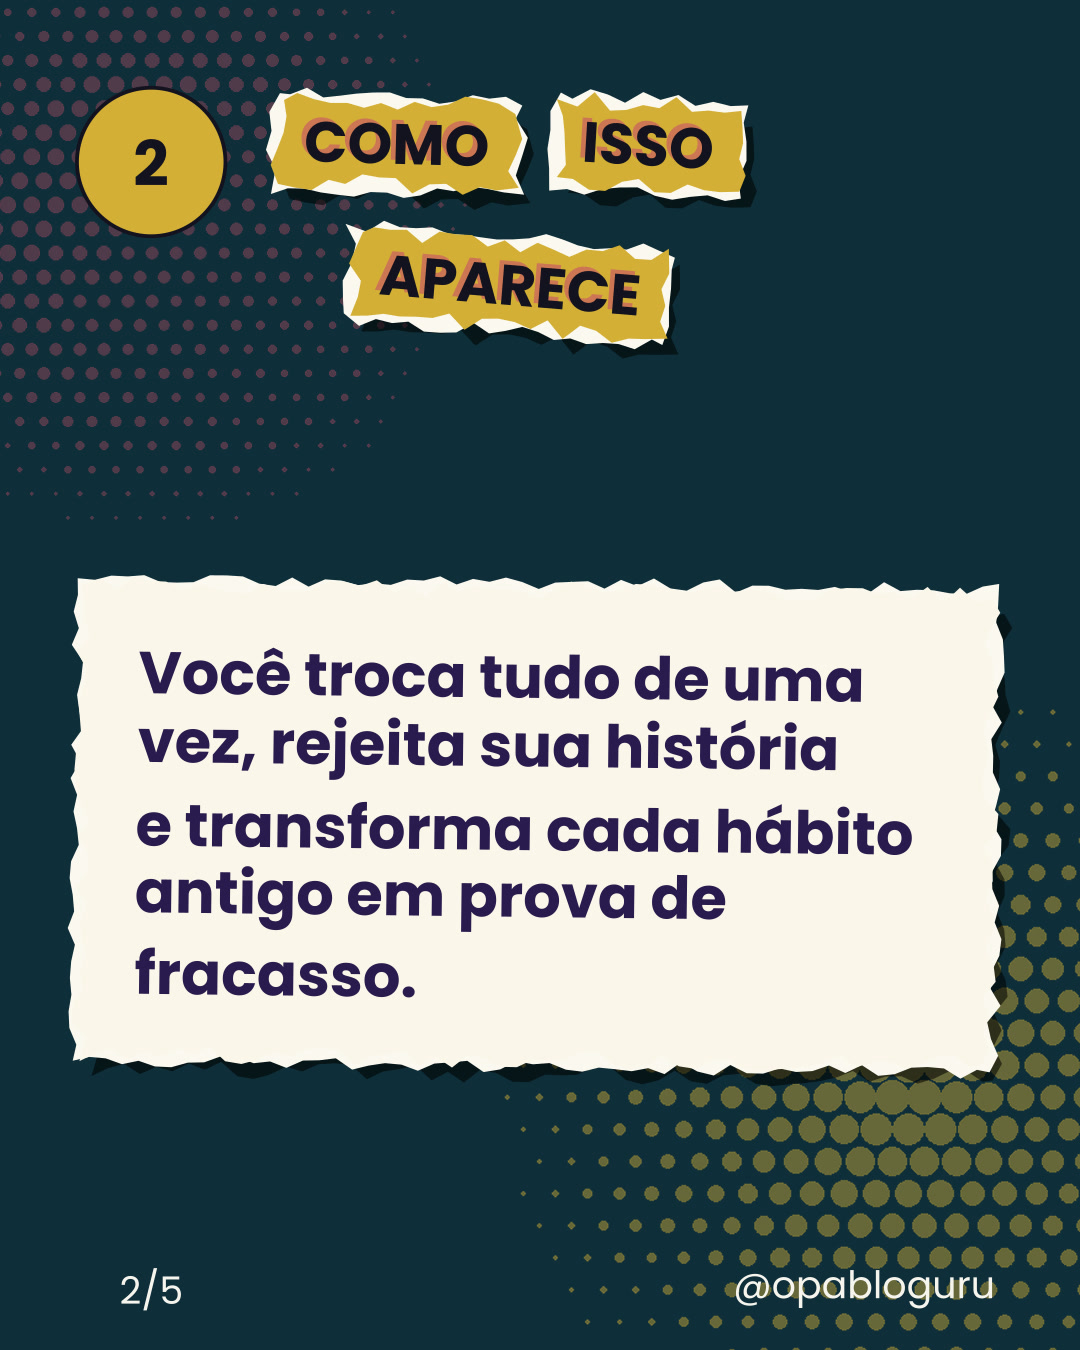 2
COMO ISSO
APARECE
Você troca tudo de uma
vez, rejeita sua história
e transforma cada hábito
antigo em prova de
fracasso.
2/5
@opabloguru